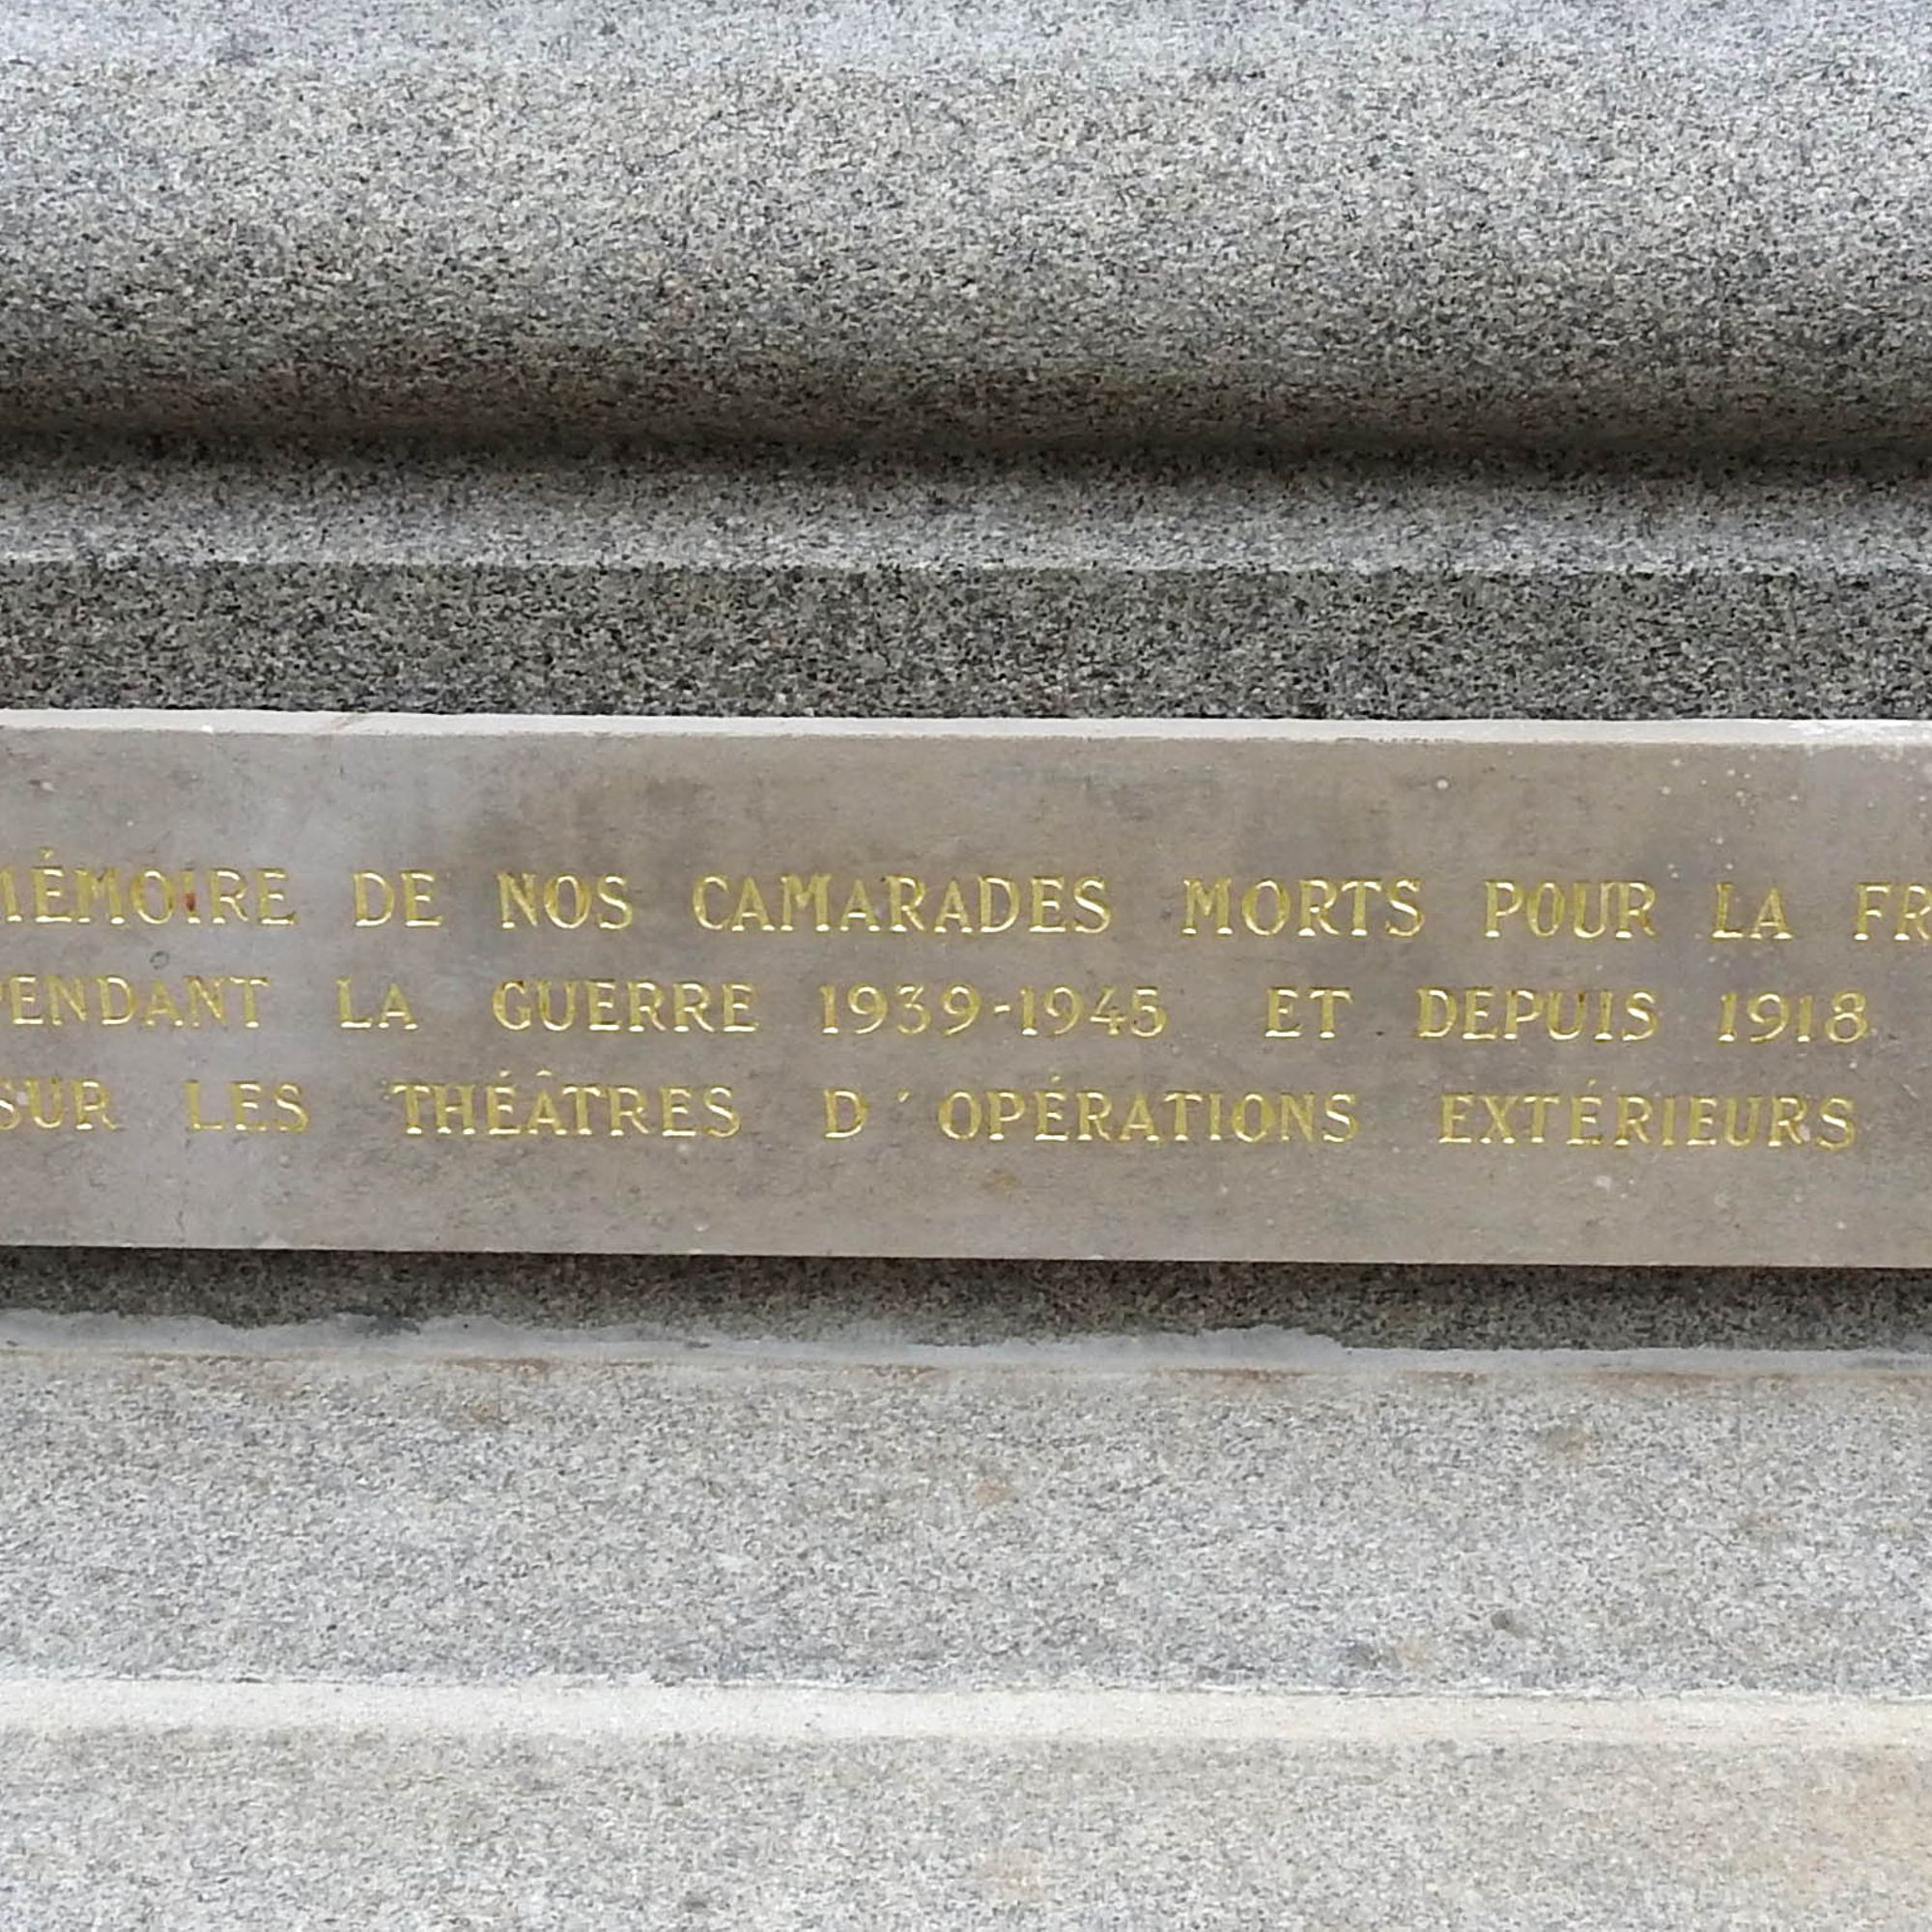 MÉMOIRE DE NOS CAMARADES MORTS POUR LA FR
PENDANT LA GUERRE 1939-1945 ET DEPUIS 1918
SUR LES THÉÂTRES D'OPÉRATIONS EXTÉRIEURS